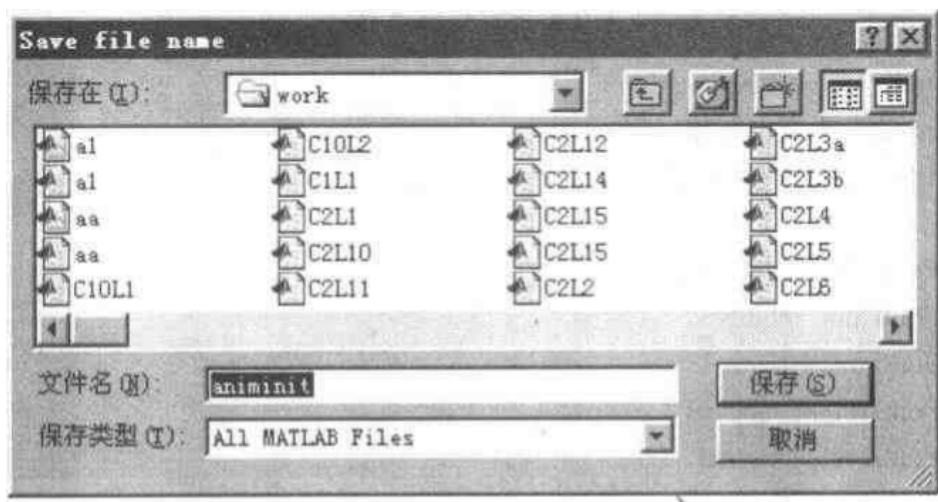 Save file name
保存在(I): work
a1 C10L2 C2L12 C2L3a
a1 C1L1 C2L14 C2L3b
aa C2L1 C2L15 C2L4
aa C2L10 C2L15 C2L5
C10L1 C2L11 C2L2 C2L6
文件名(N): animinit 保存(S)
保存类型(T): All MATLAB Files 取消